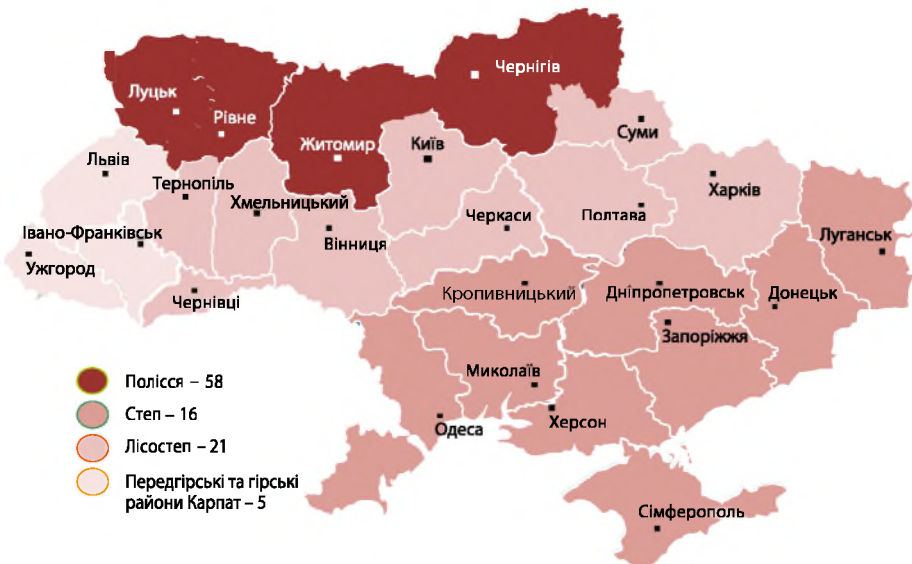 Чернігів
Луцьк
Рівне
Житомир
Київ
Суми
Львів
Тернопіль
Хмельницький
Черкаси
Полтава
Харків
Івано-Франківськ
Вінниця
Луганськ
Ужгород
Чернівці
Кропивницький
Дніпропетровськ
Донецьк
Запоріжжя
Миколаїв
Херсон
Одеса
Сімферополь
Полісся – 58
Степ – 16
Лісостеп – 21
Передгірські та гірські
райони Карпат – 5